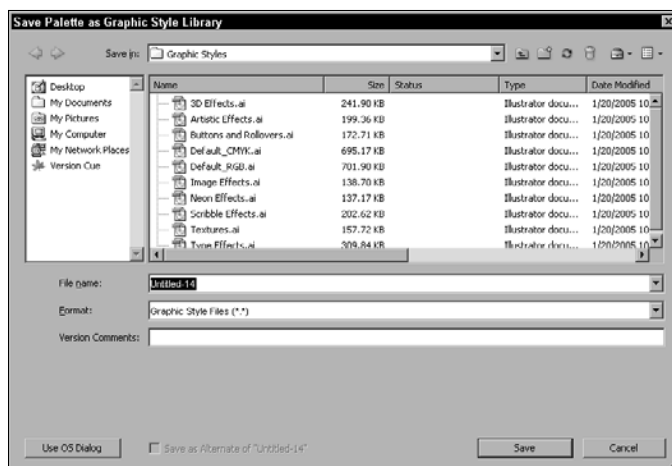 Save Palette as Graphic Style Library
Save in: Graphic Styles
Desktop
My Documents
My Pictures
My Computer
My Network Places
Version Cue
Name Size Status Type Date Modified
3D Effects.ai 241.90 KB Illustrator docu... 1/20/2005 10
Artistic Effects.ai 199.36 KB Illustrator docu... 1/20/2005 10
Buttons and Rollovers.ai 172.71 KB Illustrator docu... 1/20/2005 10
Default_CMYK.ai 695.17 KB Illustrator docu... 1/20/2005 10
Default_RGB.ai 701.90 KB Illustrator docu... 1/20/2005 10
Image Effects.ai 138.70 KB Illustrator docu... 1/20/2005 10
Neon Effects.ai 137.17 KB Illustrator docu... 1/20/2005 10
Scribble Effects.ai 202.62 KB Illustrator docu... 1/20/2005 10
Textures.ai 157.72 KB Illustrator docu... 1/20/2005 10
Type Effects.ai 309.84 KB Illustrator docu... 1/20/2005 10
File name: Untitled-14
Format: Graphic Style Files (*.*)
Version Comments:
Use OS Dialog Save as Alternate of "Untitled-14" Save Cancel